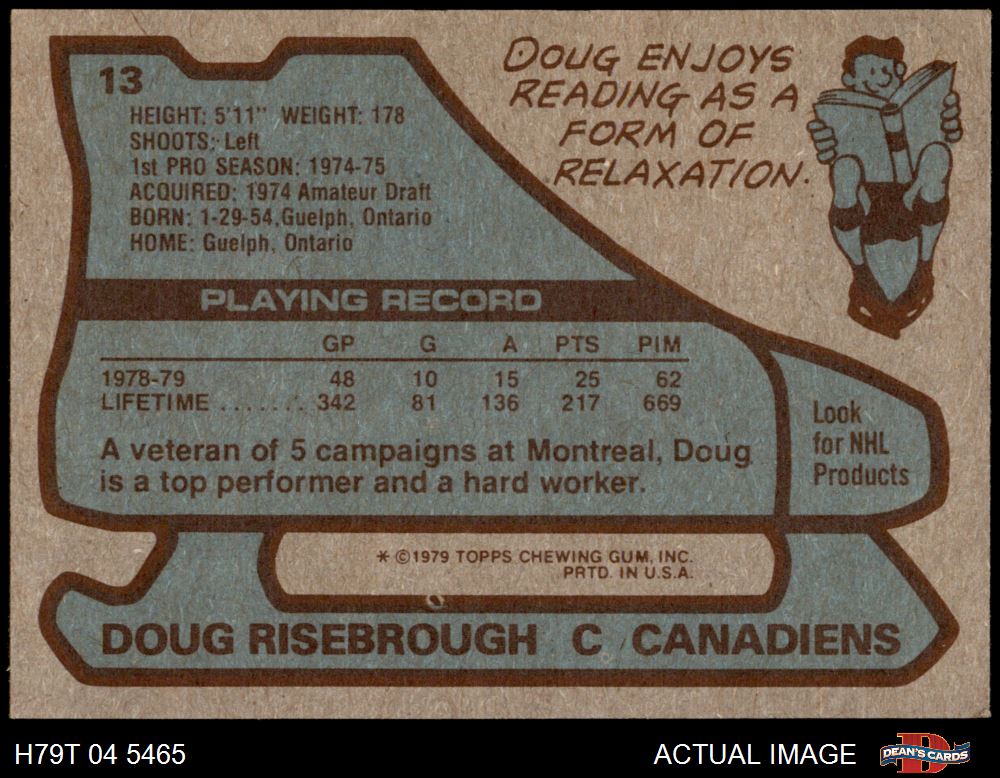 13
HEIGHT: 5'11" WEIGHT: 178
SHOOTS: Left
1st PRO SEASON: 1974-75
ACQUIRED: 1974 Amateur Draft
BORN: 1-29-54, Guelph, Ontario
HOME: Guelph, Ontario
DOUG ENJOYS
READING AS A
FORM OF
RELAXATION.
PLAYING RECORD
GP G A PTS PIM
1978-79 48 10 15 25 62
LIFETIME ....... 342 81 136 217 669
A veteran of 5 campaigns at Montreal, Doug
is a top performer and a hard worker.
Look
for NHL
Products
* ©1979 TOPPS CHEWING GUM, INC.
PRTD. IN U.S.A.
DOUG RISEBROUGH C CANADIENS
H79T 04 5465 ACTUAL IMAGE D DEAN'S CARDS